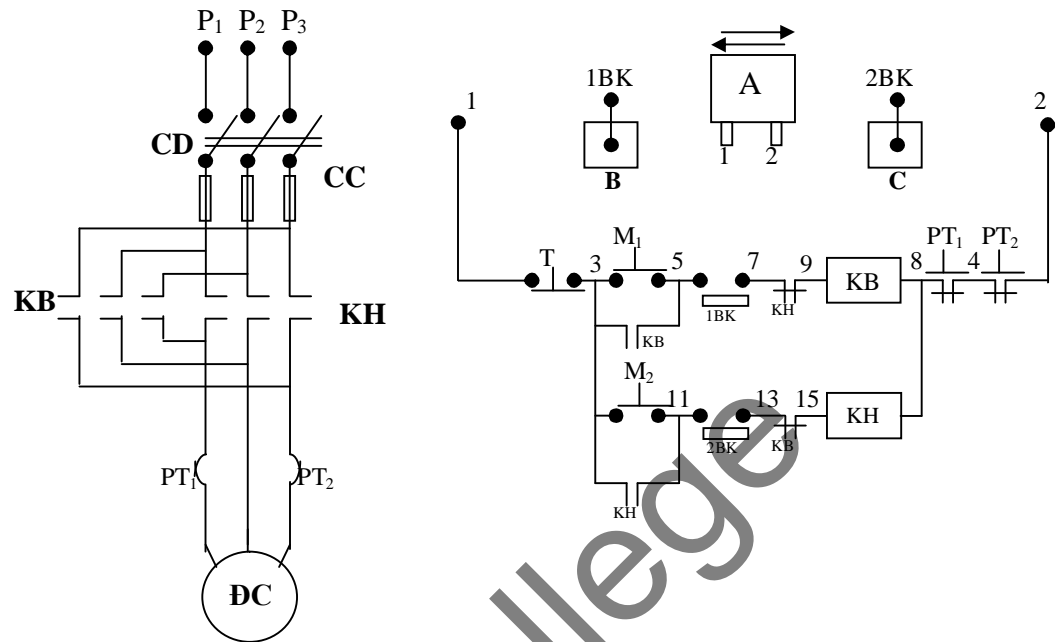 P₁ P₂ P₃
CD
CC
KB
KH
PT₁
PT₂
ĐC
1BK
A
2BK
1
2
1 2
B
C
T
3
M₁
5
7
9
KB
8
PT₁
4
PT₂
1BK
KH
KB
M₂
11
13
15
KH
2BK
KB
KH
llege